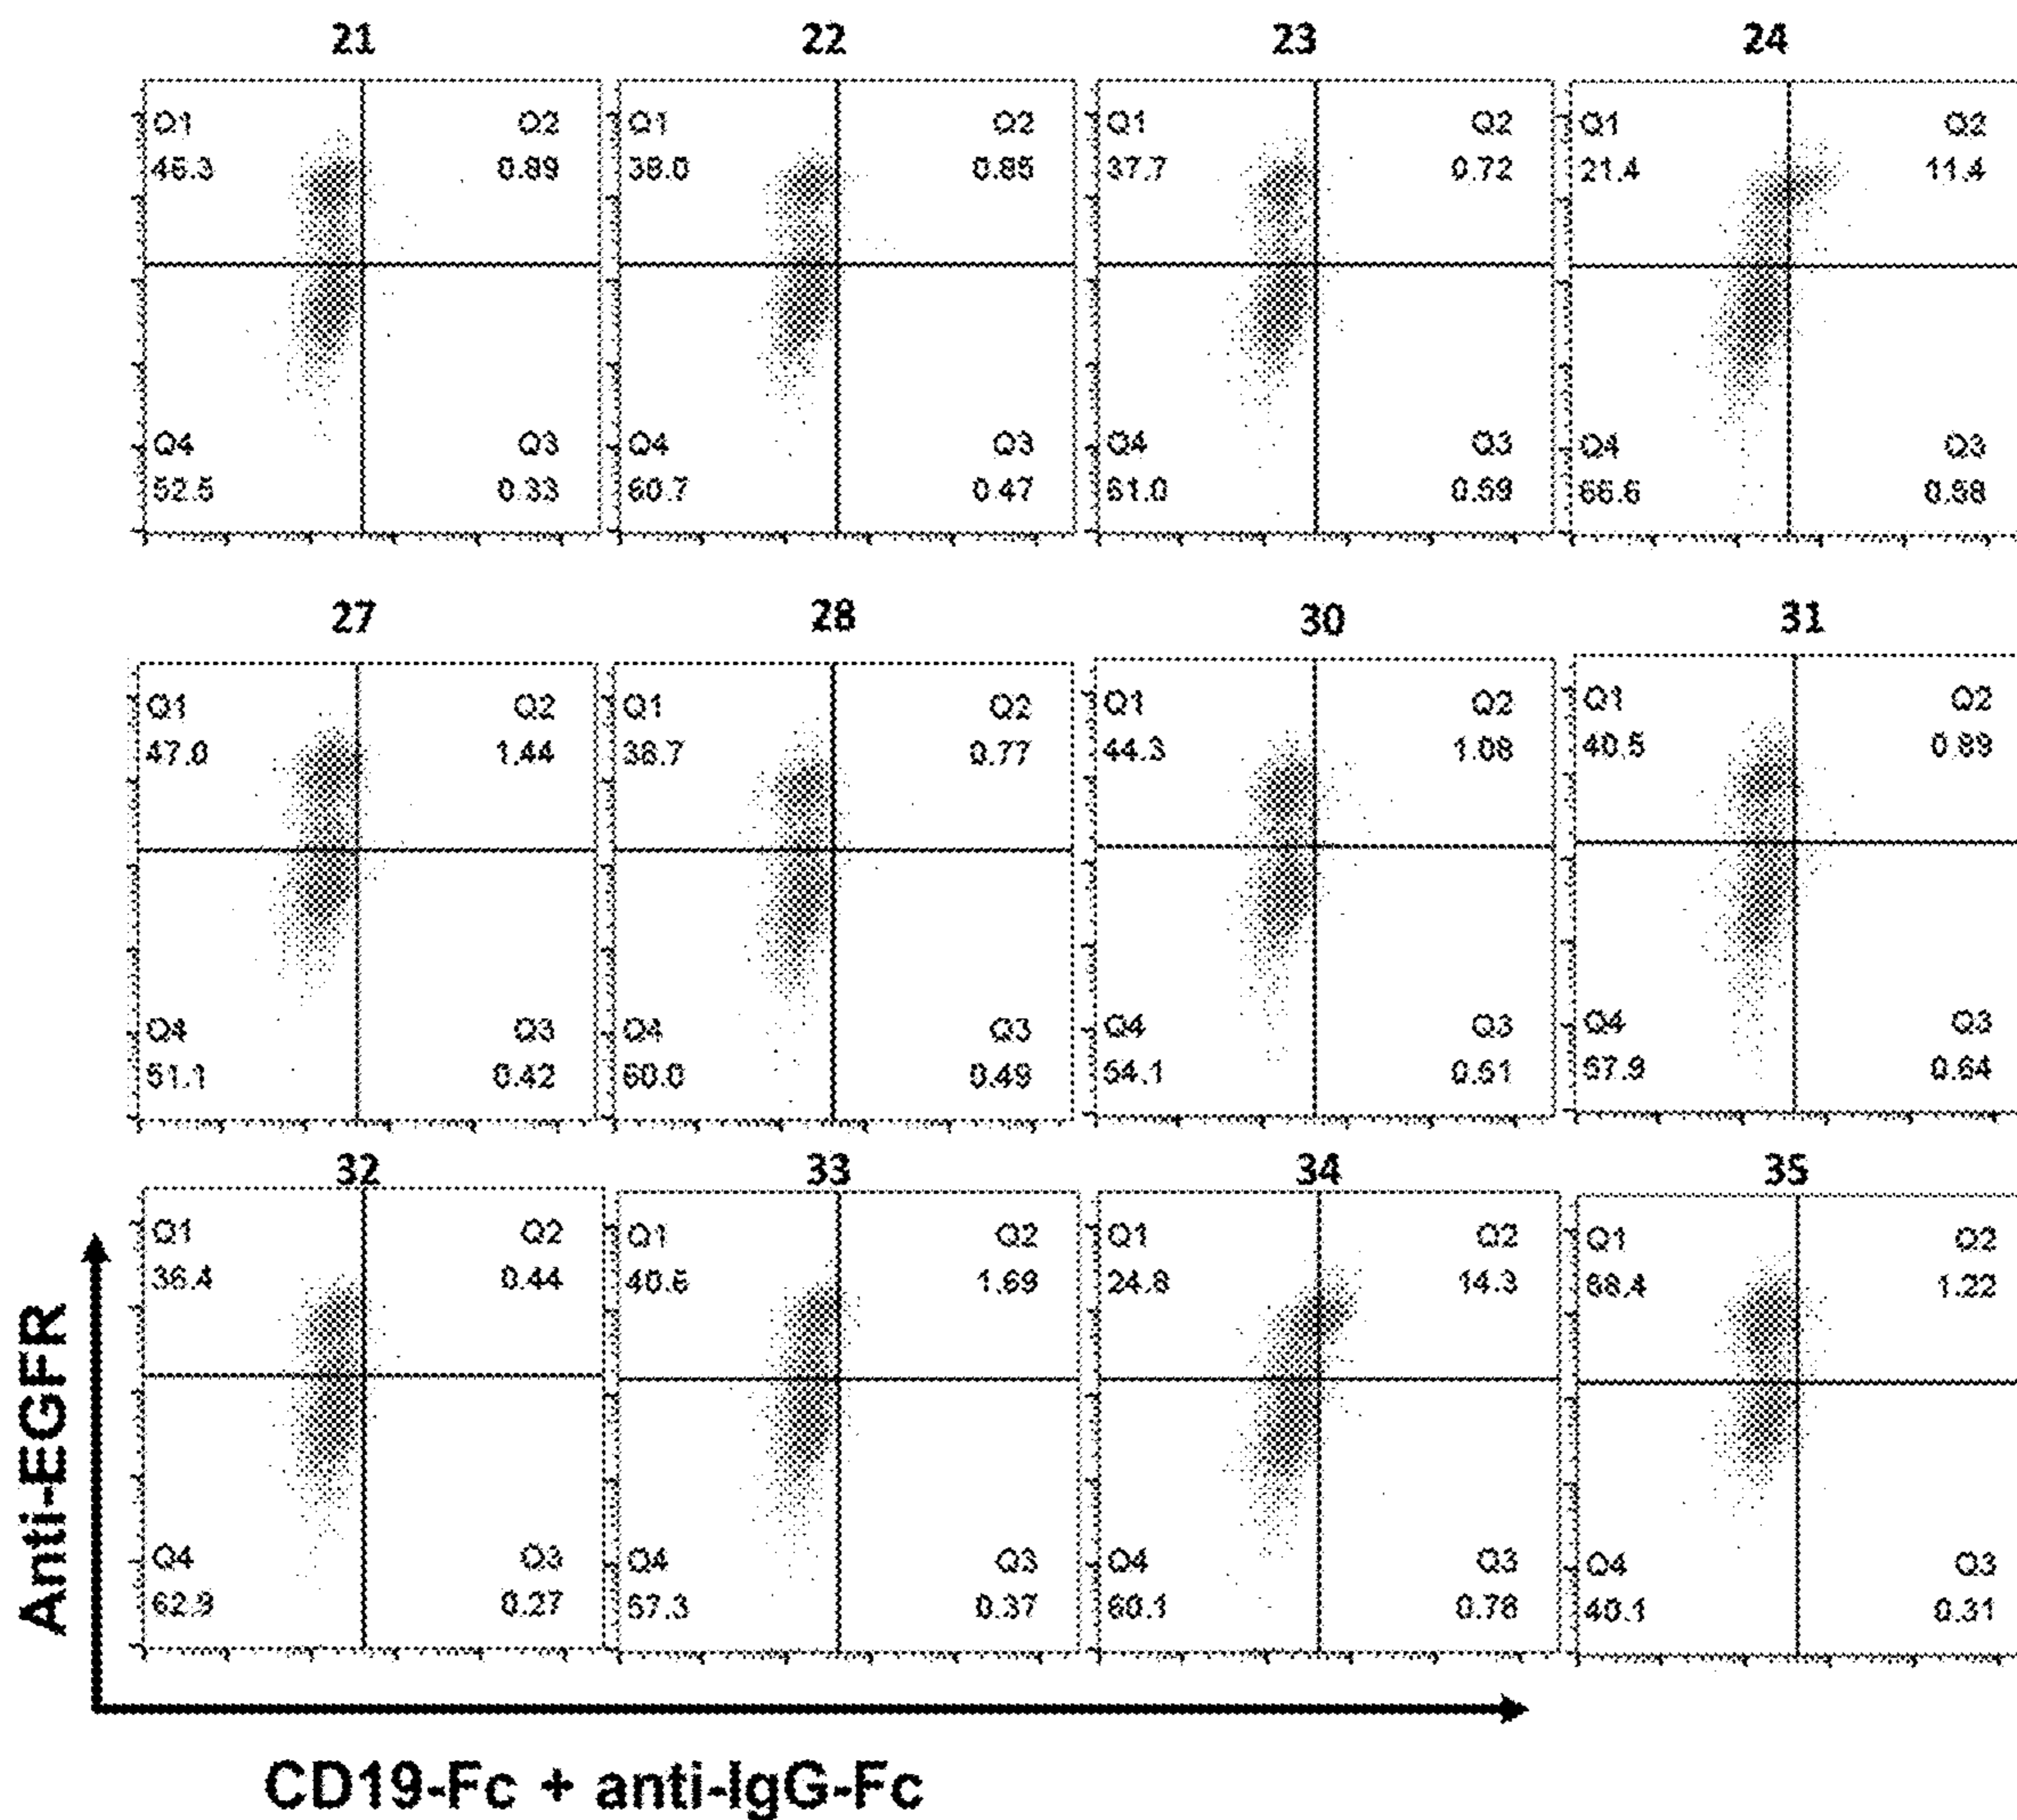 21 22 23 24
Q1 Q2 Q1 Q2 Q1 Q2 Q1 Q2
46.3 0.89 38.0 0.85 37.7 0.72 21.4 11.4
Q4 Q3 Q4 Q3 Q4 Q3 Q4 Q3
52.5 0.33 60.7 0.47 61.0 0.59 66.6 0.58
27 28 30 31
Q1 Q2 Q1 Q2 Q1 Q2 Q1 Q2
47.0 1.44 38.7 0.77 44.3 1.08 40.5 0.89
Q4 Q3 Q4 Q3 Q4 Q3 Q4 Q3
51.1 0.42 60.0 0.49 54.1 0.51 57.9 0.64
32 33 34 35
Q1 Q2 Q1 Q2 Q1 Q2 Q1 Q2
36.4 0.44 40.6 1.69 24.8 14.3 58.4 1.22
Q4 Q3 Q4 Q3 Q4 Q3 Q4 Q3
62.9 0.27 57.3 0.37 60.1 0.78 40.1 0.31
Anti-EGFR
CD19-Fc + anti-IgG-Fc